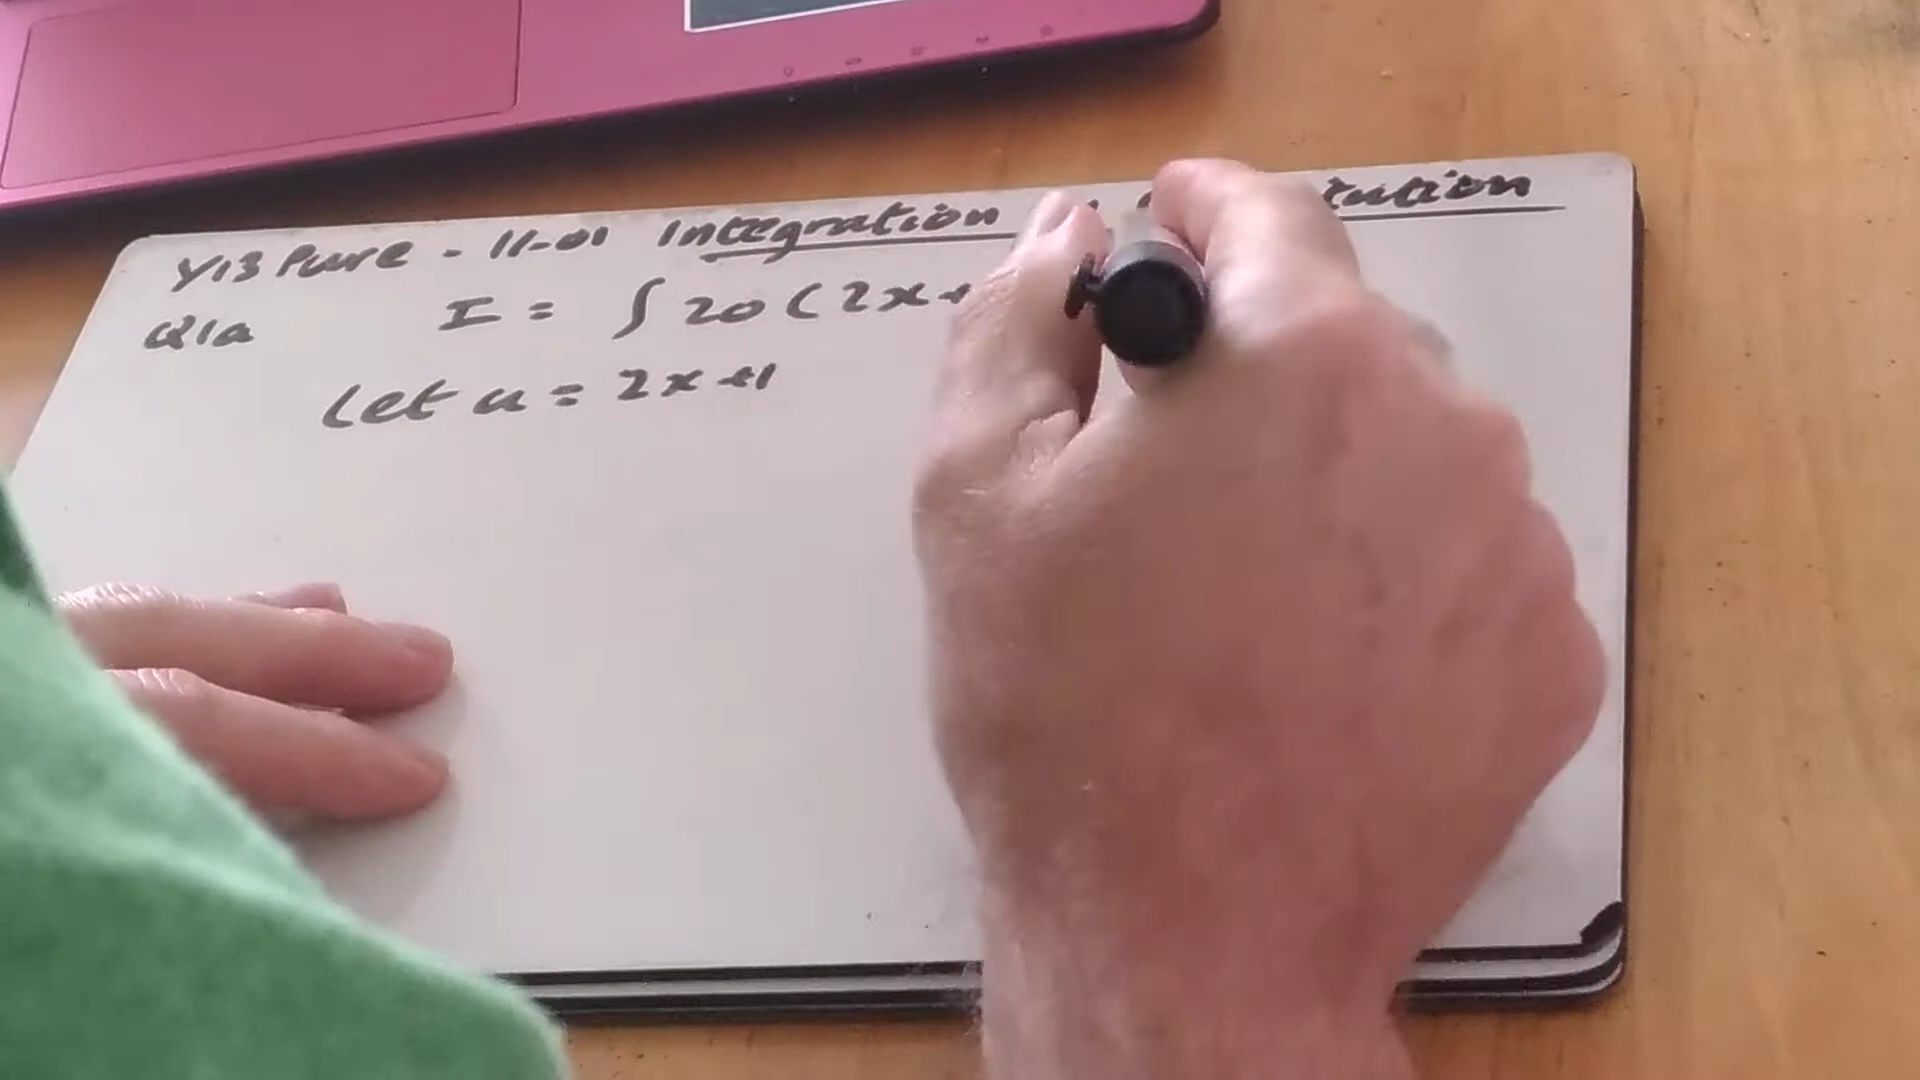 Y13 Pure - 11-01 Integration
Q1a I = ∫ 20 (2x+
Let u = 2x+1